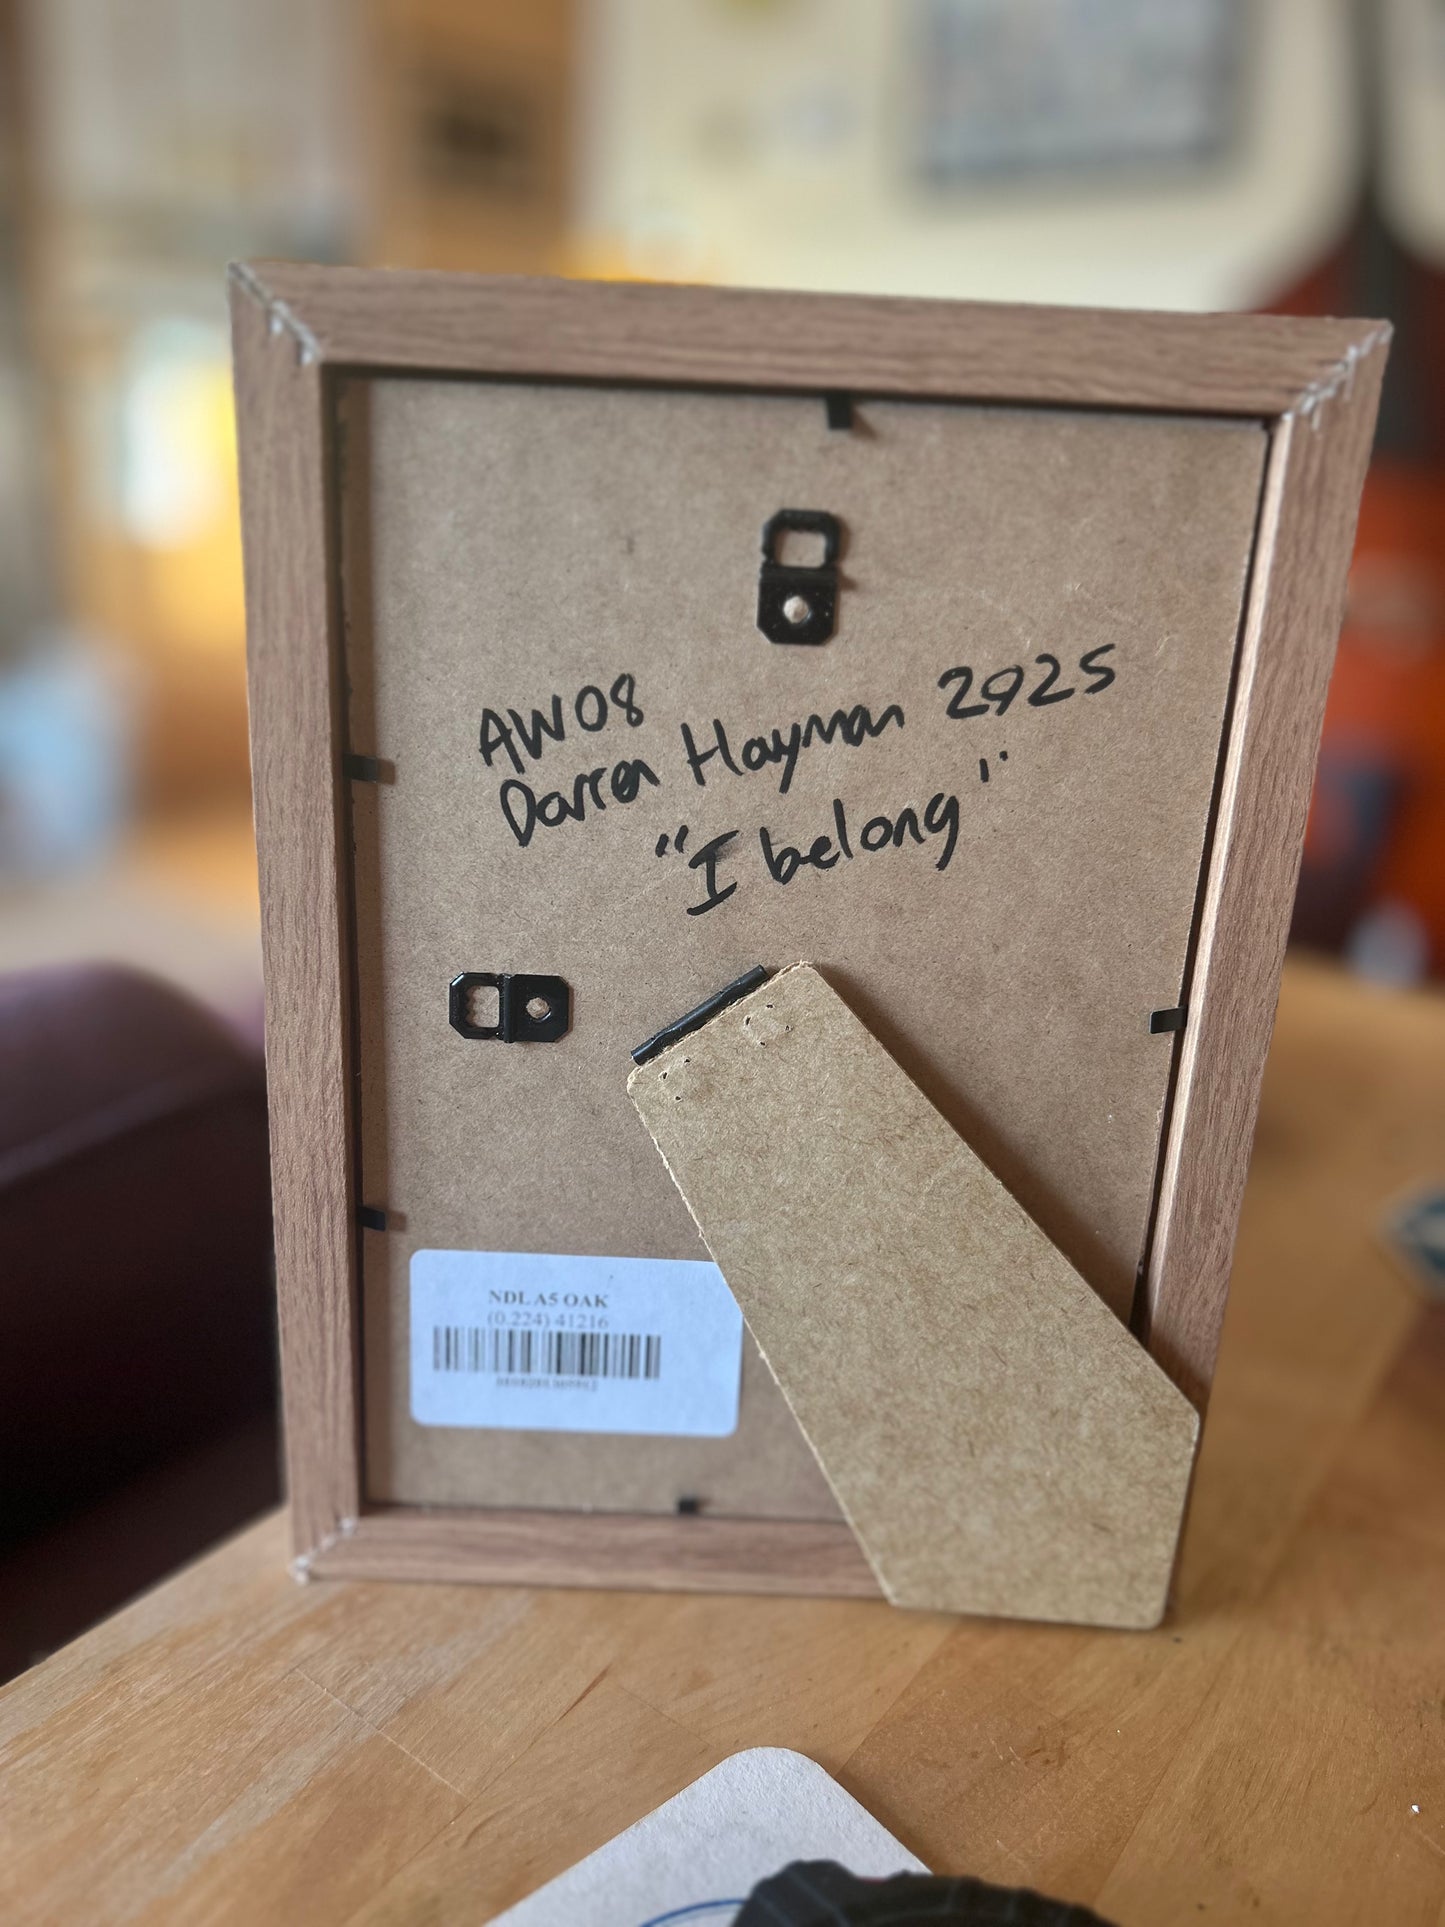 AW08
Darren Hayman 2025
"I belong"
NDL A5 OAK
(0.224) 41216